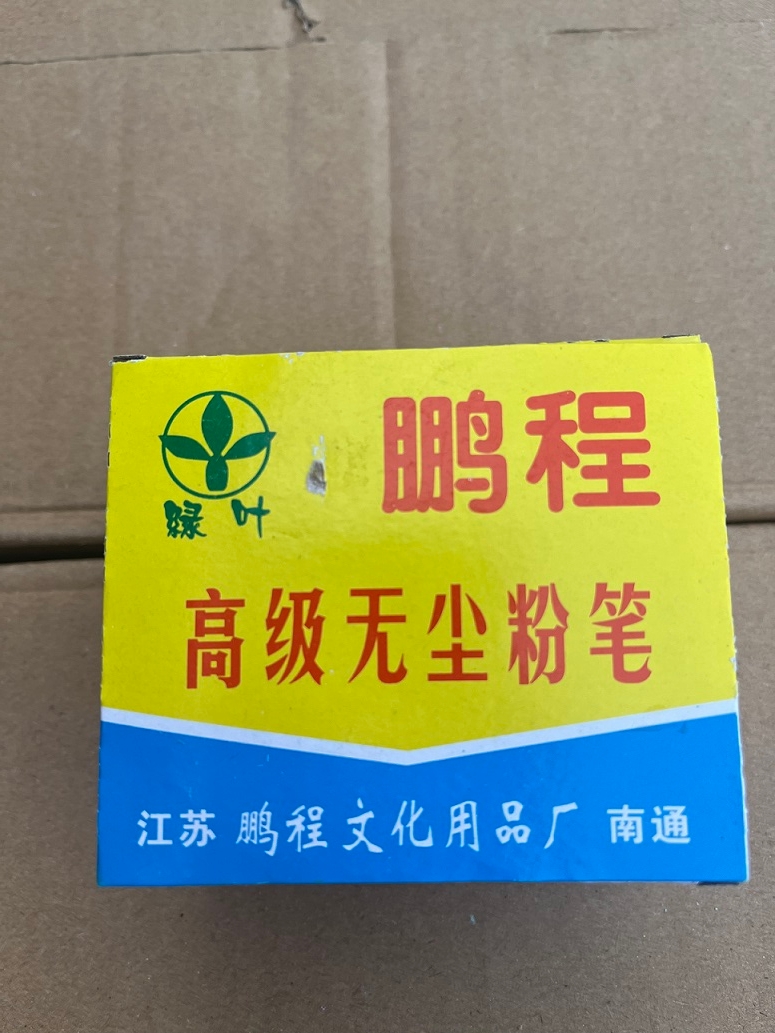 鹏程
绿叶
高级无尘粉笔
江苏 鹏程文化用品厂 南通